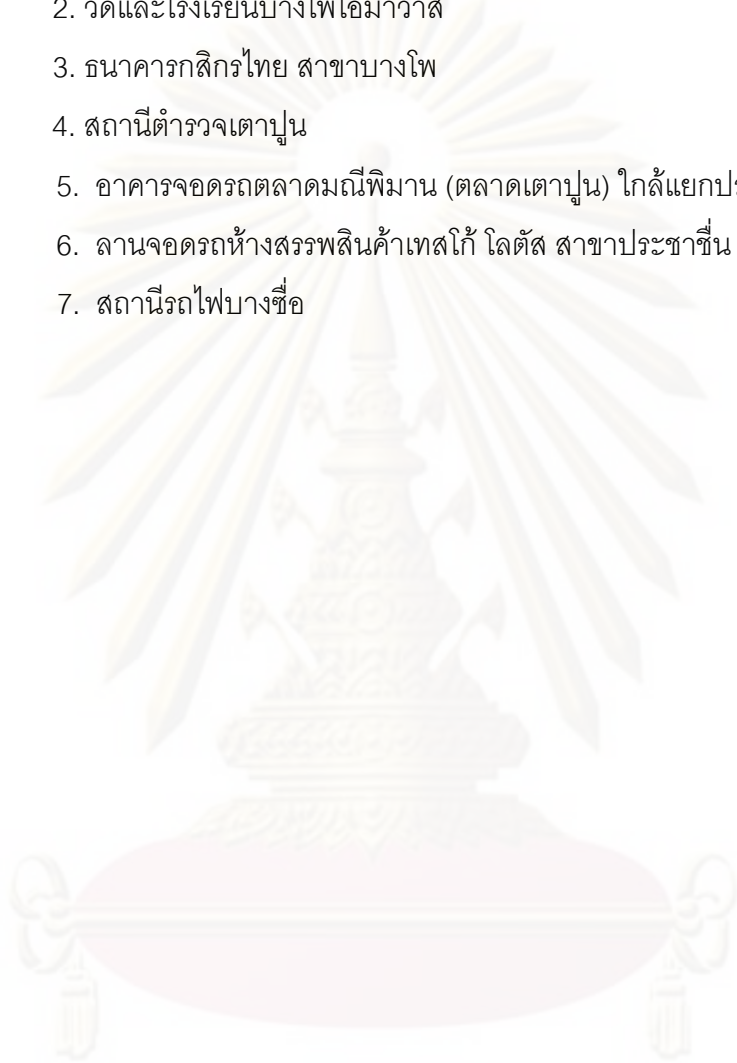 2. วัดและโรงเรียนบางโพโอมาวาส
3. ธนาคารกสิกรไทย สาขาบางโพ
4. สถานีตำรวจเตาปูน
5. อาคารจอดรถตลาดมณีพิมาน (ตลาดเตาปูน) ใกล้แยก
6. ลานจอดรถห้างสรรพสินค้าเทสโก้ โลตัส สาขาประชาชื่น
7. สถานีรถไฟบางซื่อ